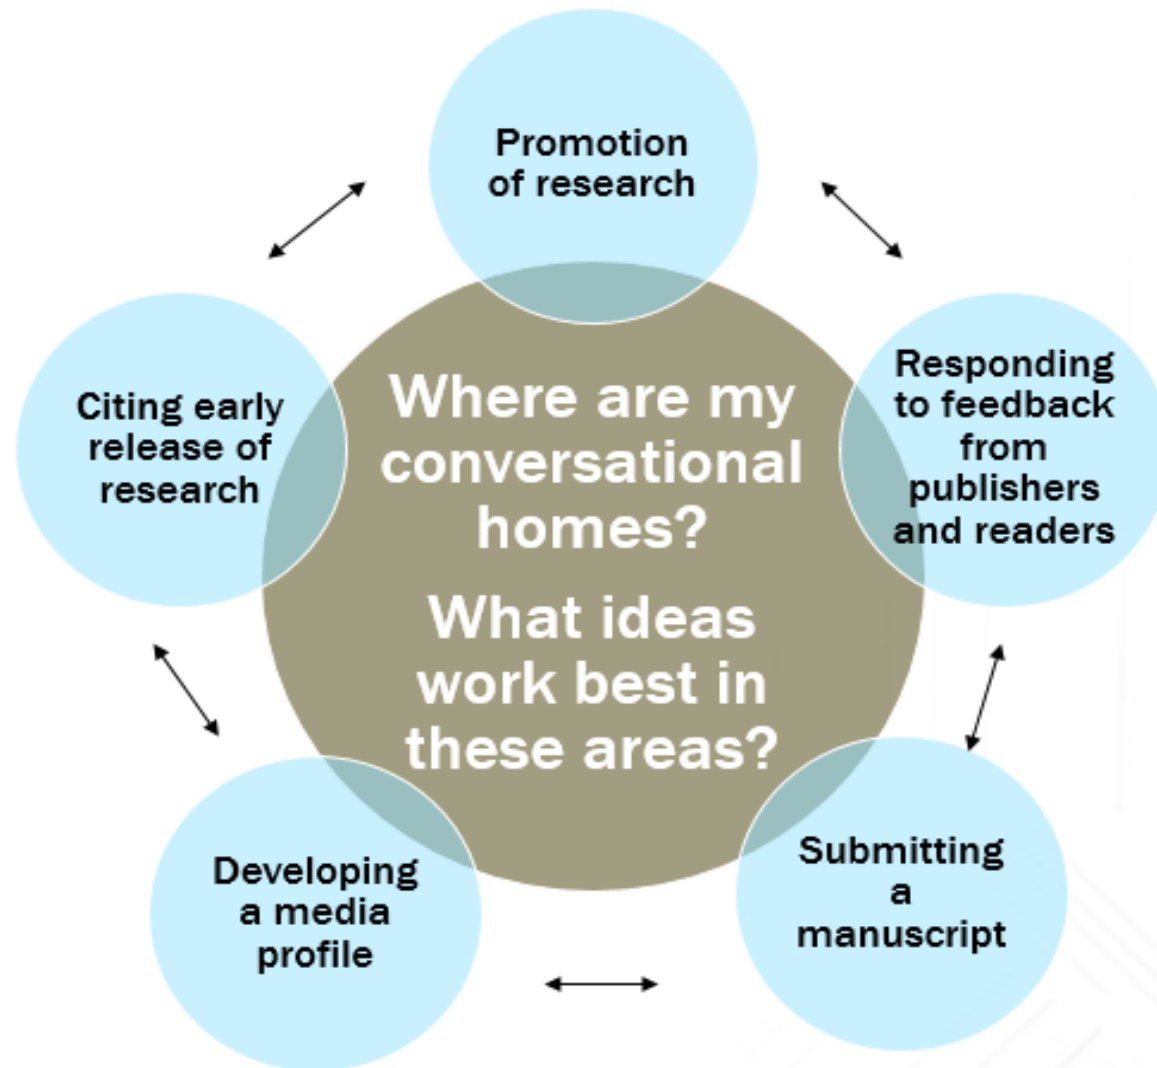 Promotion
of research
Responding
to feedback
from
publishers
and readers
Submitting
a
manuscript
Developing
a media
profile
Citing early
release of
research
Where are my
conversational
homes?
What ideas
work best in
these areas?